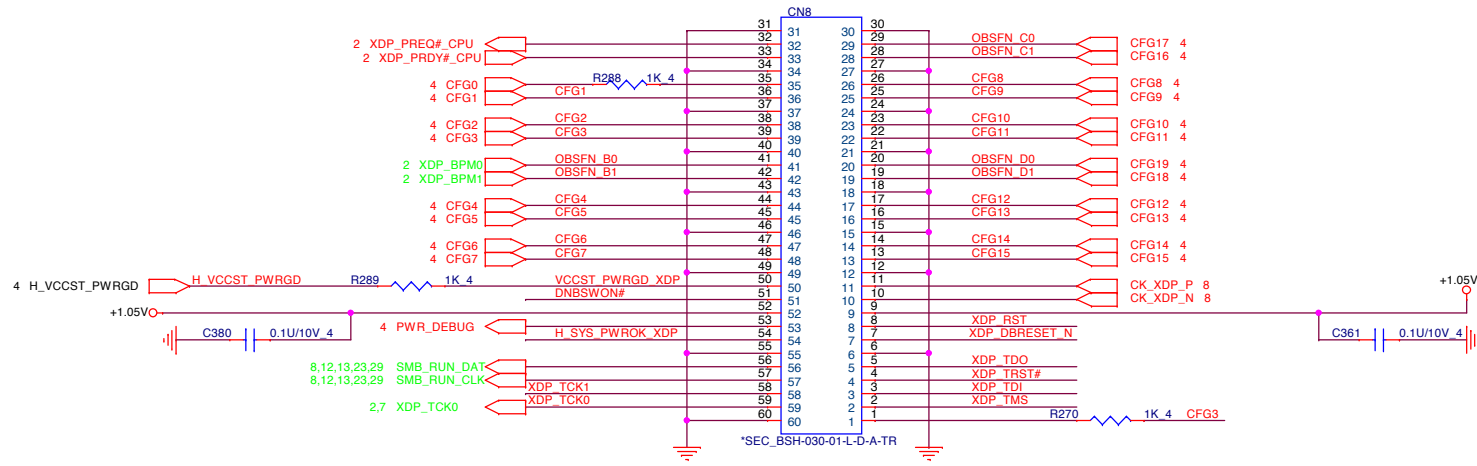 CN8
31 31 30 30
2 XDP_PREQ#_CPU 32 32 29 29 OBSFN_C0 CFG17 4
2 XDP_PRDY#_CPU 33 33 28 28 OBSFN_C1 CFG16 4
34 34 27 27
4 CFG0 R288 1K_4 35 35 26 26 CFG8 CFG8 4
4 CFG1 CFG1 36 36 25 25 CFG9 CFG9 4
37 37 24 24
4 CFG2 CFG2 38 38 23 23 CFG10 CFG10 4
4 CFG3 CFG3 39 39 22 22 CFG11 CFG11 4
40 40 21 21
2 XDP_BPM0 OBSFN_B0 41 41 20 20 OBSFN_D0 CFG19 4
2 XDP_BPM1 OBSFN_B1 42 42 19 19 OBSFN_D1 CFG18 4
43 43 18 18
4 CFG4 CFG4 44 44 17 17 CFG12 CFG12 4
4 CFG5 CFG5 45 45 16 16 CFG13 CFG13 4
46 46 15 15
4 CFG6 CFG6 47 47 14 14 CFG14 CFG14 4
4 CFG7 CFG7 48 48 13 13 CFG15 CFG15 4
49 49 12 12
4 H_VCCST_PWRGD H_VCCST_PWRGD R289 1K_4 VCCST_PWRGD_XDP 50 50 11 11 CK_XDP_P 8
DNBSWON# 51 51 10 10 CK_XDP_N 8
+1.05V 52 52 9 9 +1.05V
4 PWR_DEBUG 53 53 8 8 XDP_RST
C380 0.1U/10V_4 H_SYS_PWROK_XDP 54 54 7 7 XDP_DBRESET_N C361 0.1U/10V_4
55 55 6 6
8,12,13,23,29 SMB_RUN_DAT 56 56 5 5 XDP_TDO
8,12,13,23,29 SMB_RUN_CLK 57 57 4 4 XDP_TRST#
XDP_TCK1 58 58 3 3 XDP_TDI
2,7 XDP_TCK0 XDP_TCK0 59 59 2 2 XDP_TMS
60 60 1 1 R270 1K_4 CFG3
*SEC_BSH-030-01-L-D-A-TR